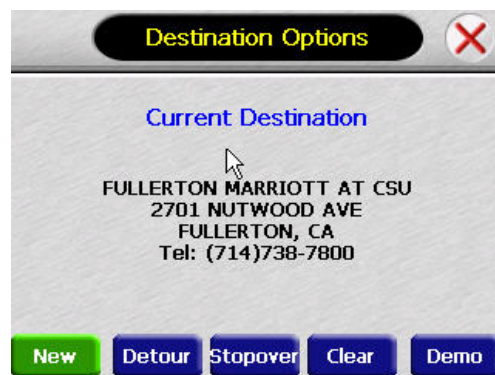 Destination Options
Current Destination
FULLERTON MARRIOTT AT CSU
2701 NUTWOOD AVE
FULLERTON, CA
Tel: (714)738-7800
New Detour Stopover Clear Demo